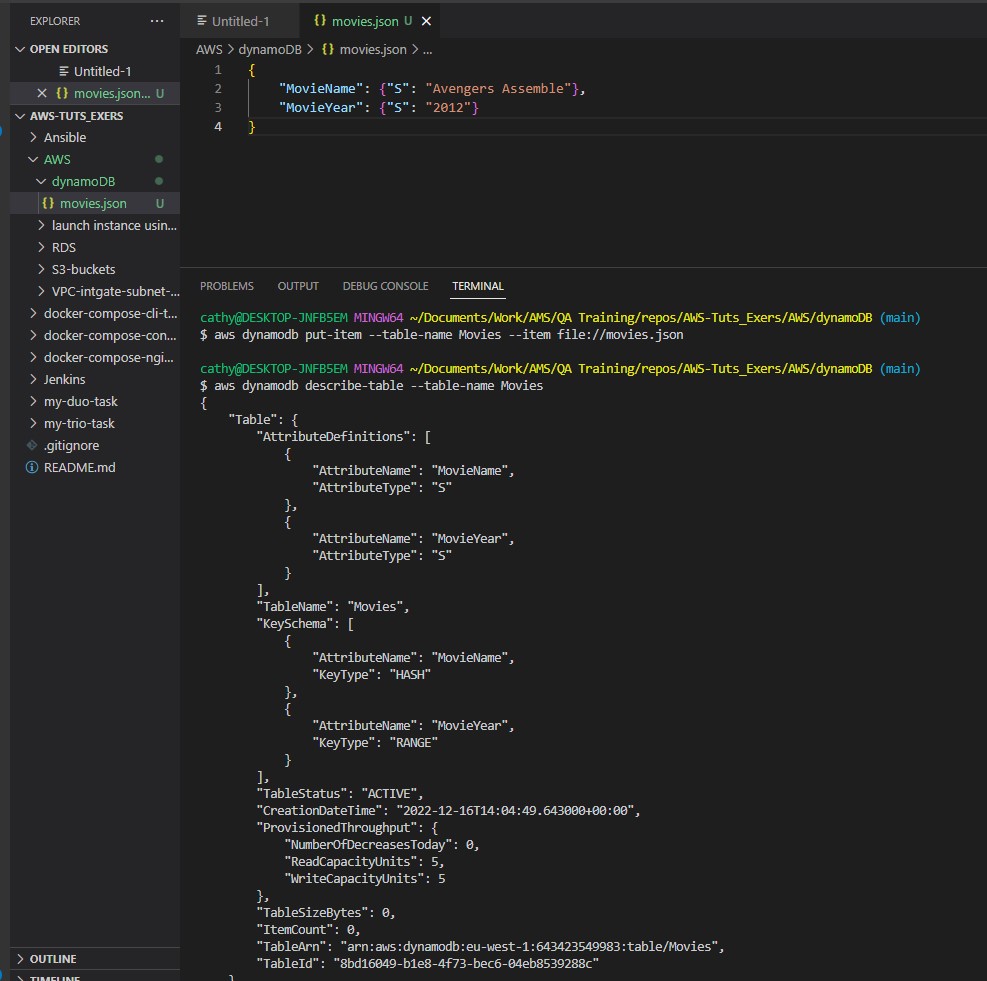 EXPLORER
OPEN EDITORS
Untitled-1
movies.json... U
AWS-TUTS_EXERS
Ansible
AWS
dynamoDB
movies.json U
launch instance usin...
RDS
S3-buckets
VPC-intgate-subnet-...
docker-compose-cli-t...
docker-compose-con...
docker-compose-ngi...
Jenkins
my-duo-task
my-trio-task
.gitignore
README.md
OUTLINE
TIMELINE
Untitled-1
{} movies.json U
AWS > dynamoDB > {} movies.json > ...
1 {
2 "MovieName": {"S": "Avengers Assemble"},
3 "MovieYear": {"S": "2012"}
4 }
PROBLEMS OUTPUT DEBUG CONSOLE TERMINAL
cathy@DESKTOP-JNFB5EM MINGW64 ~/Documents/Work/AMS/QA Training/repos/AWS-Tuts_Exers/AWS/dynamoDB (main)
$ aws dynamodb put-item --table-name Movies --item file://movies.json
cathy@DESKTOP-JNFB5EM MINGW64 ~/Documents/Work/AMS/QA Training/repos/AWS-Tuts_Exers/AWS/dynamoDB (main)
$ aws dynamodb describe-table --table-name Movies
{
"Table": {
"AttributeDefinitions": [
{
"AttributeName": "MovieName",
"AttributeType": "S"
},
{
"AttributeName": "MovieYear",
"AttributeType": "S"
}
],
"TableName": "Movies",
"KeySchema": [
{
"AttributeName": "MovieName",
"KeyType": "HASH"
},
{
"AttributeName": "MovieYear",
"KeyType": "RANGE"
}
],
"TableStatus": "ACTIVE",
"CreationDateTime": "2022-12-16T14:04:49.643000+00:00",
"ProvisionedThroughput": {
"NumberOfDecreasesToday": 0,
"ReadCapacityUnits": 5,
"WriteCapacityUnits": 5
},
"TableSizeBytes": 0,
"ItemCount": 0,
"TableArn": "arn:aws:dynamodb:eu-west-1:643423549983:table/Movies",
"TableId": "8bd16049-b1e8-4f73-bec6-04eb8539288c"
}